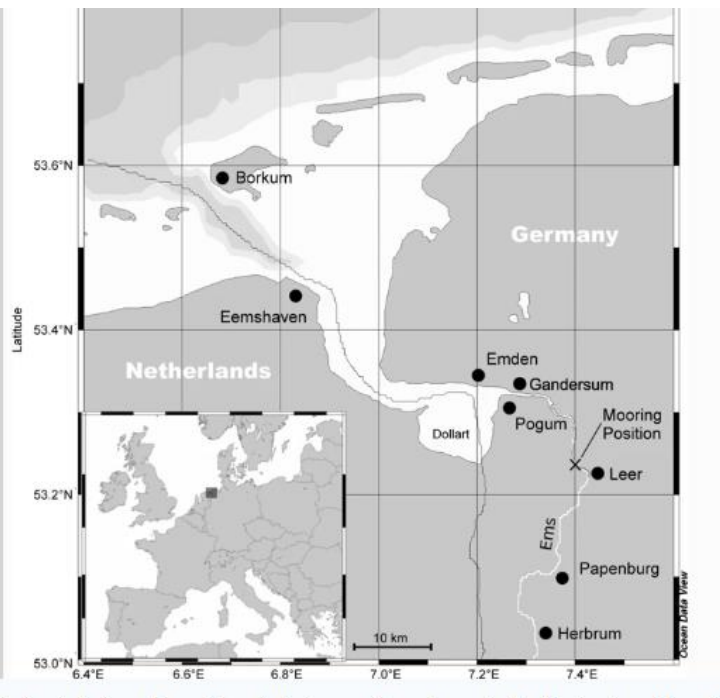 53.6°N
Borkum
Germany
Latitude
Eemshaven
53.4°N
Emden
Netherlands
Gandersum
Pogum
Mooring
Position
Dollart
Leer
53.2°N
Ems
Papenburg
Ocean Data View
10 km
Herbrum
53.0°N
6.4°E
6.6°E
6.8°E
7.0°E
7.2°E
7.4°E